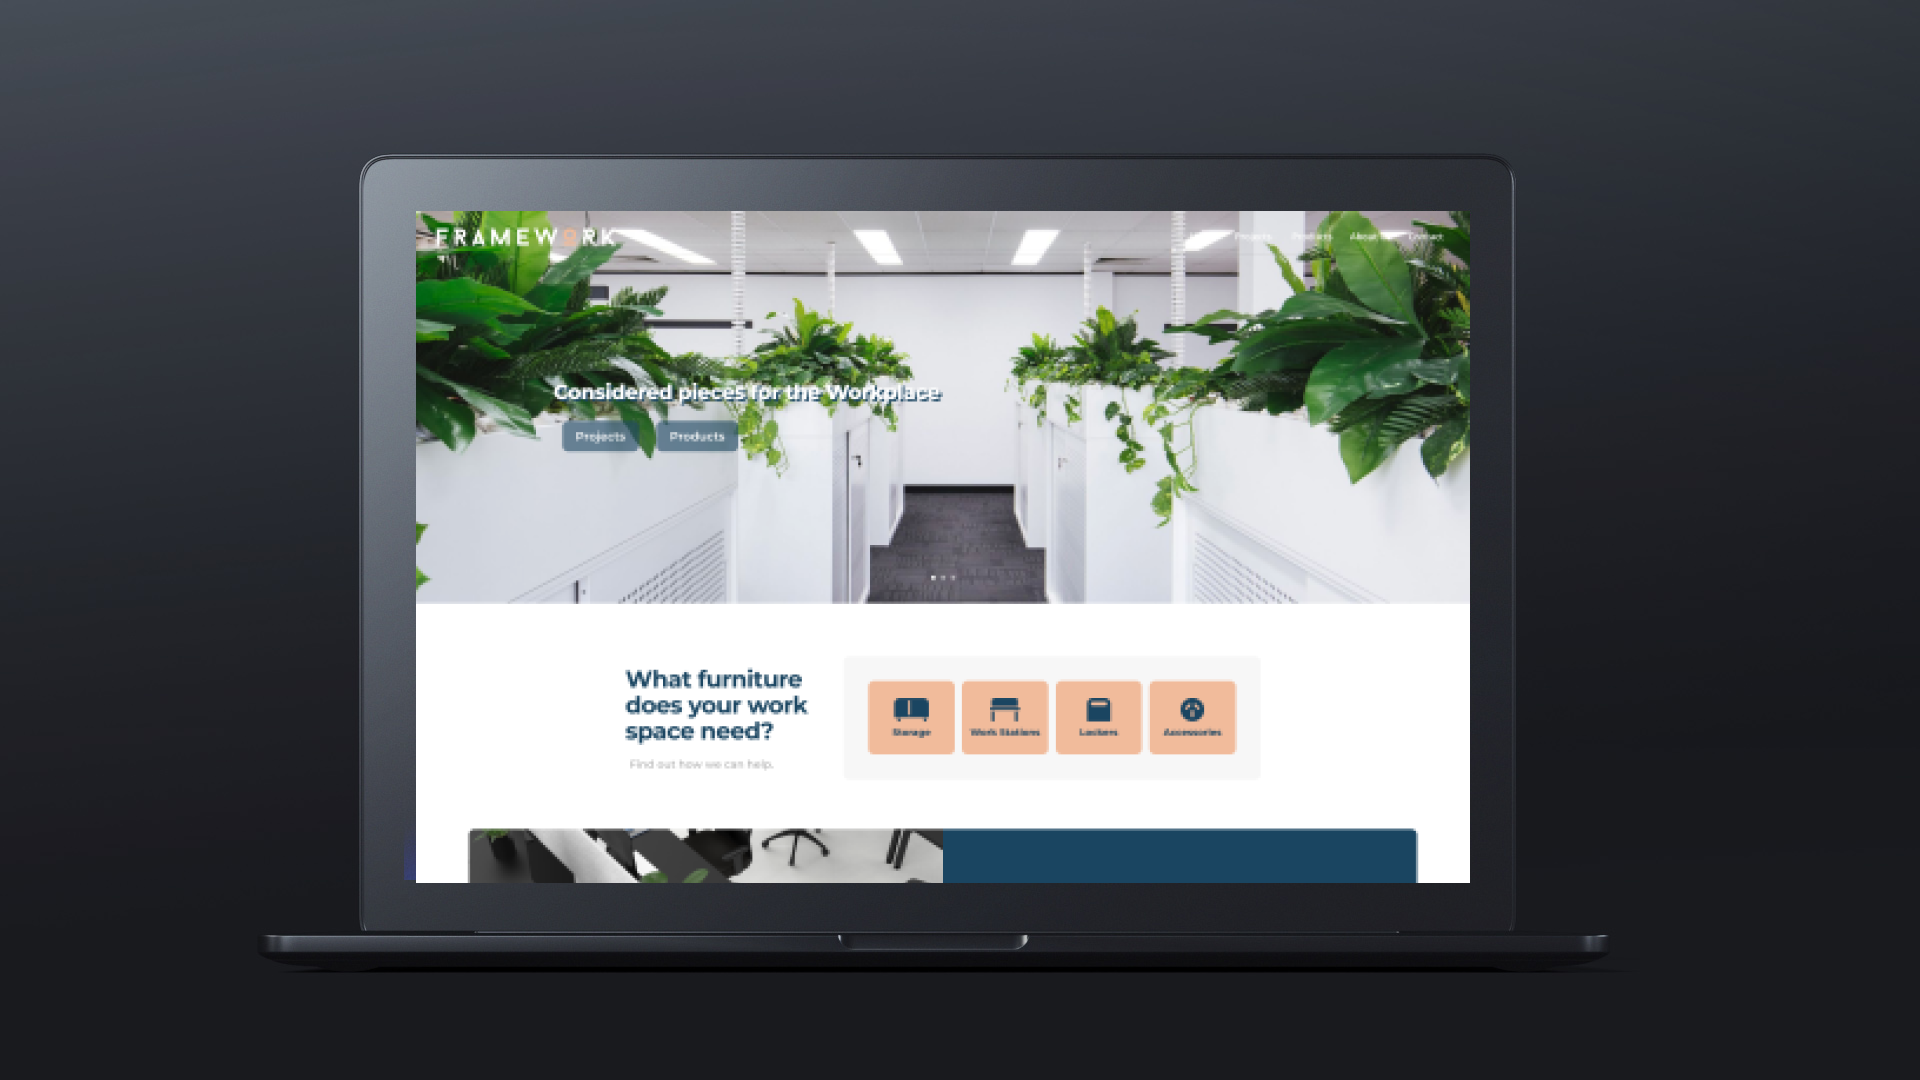 FRAMEWORK
Projects Products About Contact
Considered pieces for the Workplace
Projects Products
What furniture
does your work
space need?
Find out how we can help.
Storage Work Stations Lockers Accessories